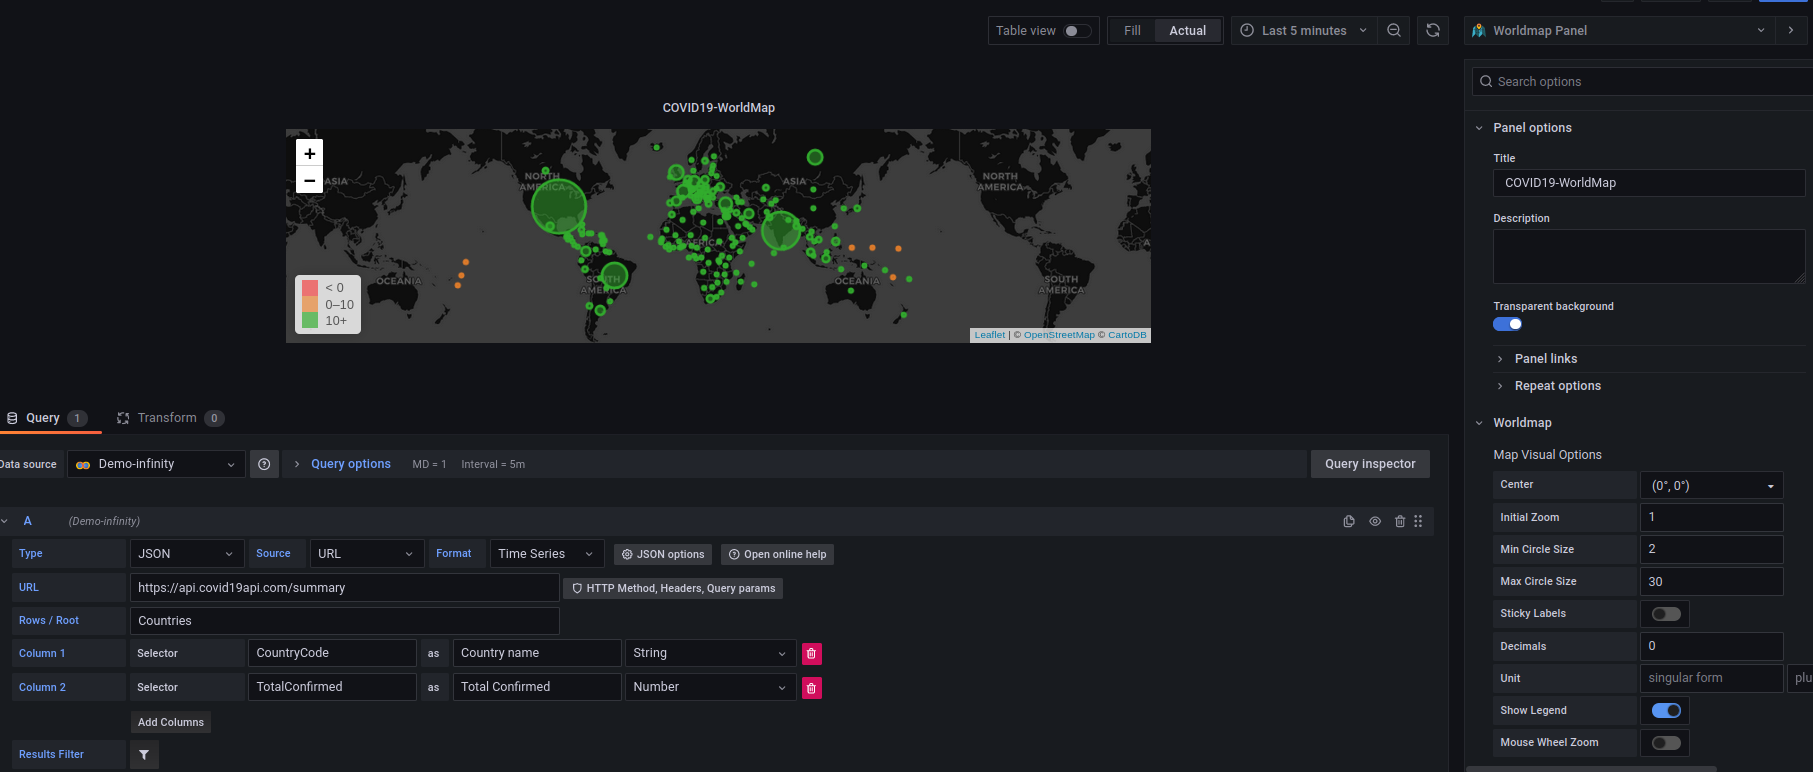 Table view
Fill
Actual
Last 5 minutes
Worldmap Panel
Search options
COVID19-WorldMap
+
−
ASIA
NORTH
AMERICA
ASIA
NORTH
AMERICA
AFRICA
OCEANIA
SOUTH
AMERICA
OCEANIA
SOUTH
AMERICA
A
< 0
0–10
10+
Leaflet | © OpenStreetMap © CartoDB
Panel options
Title
COVID19-WorldMap
Description
Transparent background
Panel links
Repeat options
Query 1
Transform 0
Data source
Demo-infinity
Query options
MD = 1
Interval = 5m
Query inspector
A
(Demo-infinity)
Type
JSON
Source
URL
Format
Time Series
JSON options
Open online help
URL
https://api.covid19api.com/summary
HTTP Method, Headers, Query params
Rows / Root
Countries
Column 1
Selector
CountryCode
as
Country name
String
Column 2
Selector
TotalConfirmed
as
Total Confirmed
Number
Add Columns
Results Filter
Worldmap
Map Visual Options
Center
(0°, 0°)
Initial Zoom
1
Min Circle Size
2
Max Circle Size
30
Sticky Labels
Decimals
0
Unit
singular form
plu
Show Legend
Mouse Wheel Zoom